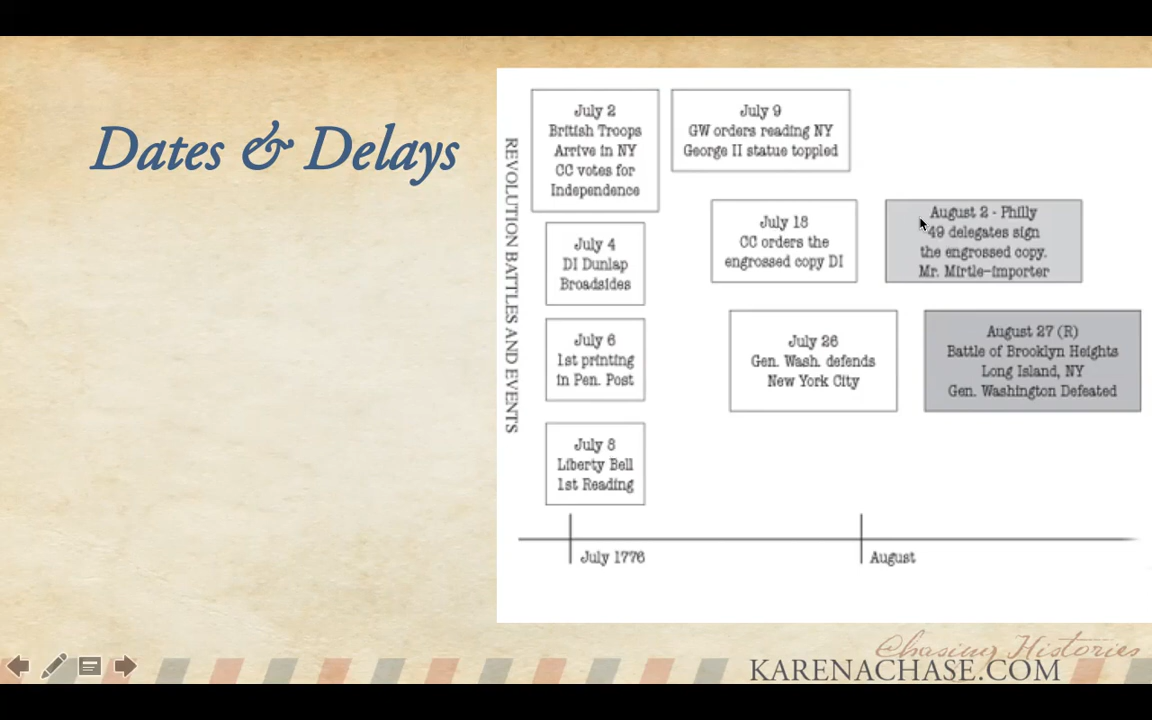 Dates & Delays
REVOLUTION BATTLES AND EVENTS
July 2
British Troops
Arrive in NY
CC votes for
Independence
July 4
DI Dunlap
Broadsides
July 6
1st printing
in Pen. Post
July 8
Liberty Bell
1st Reading
July 9
GW orders reading NY
George II statue toppled
July 18
CC orders the
engrossed copy DI
July 26
Gen. Wash. defends
New York City
August 2 - Philly
49 delegates sign
the engrossed copy.
Mr. Mirtle-importer
August 27 (R)
Battle of Brooklyn Heights
Long Island, NY
Gen. Washington Defeated
July 1776
August
Chasing Histories
KARENACHASE.COM